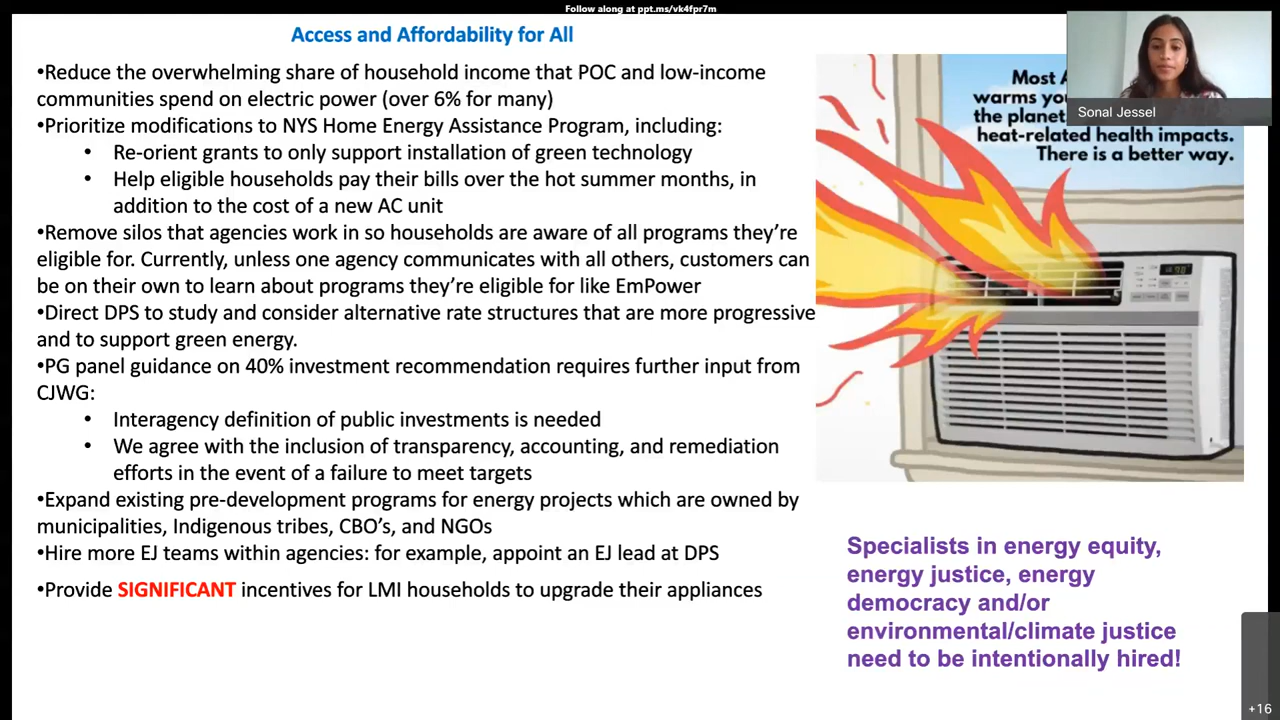 Follow along at ppt.ms/vk4fpr7m
Access and Affordability for All
•Reduce the overwhelming share of household income that POC and low-income
communities spend on electric power (over 6% for many)
•Prioritize modifications to NYS Home Energy Assistance Program, including:
• Re-orient grants to only support installation of green technology
• Help eligible households pay their bills over the hot summer months, in
addition to the cost of a new AC unit
•Remove silos that agencies work in so households are aware of all programs they're
eligible for. Currently, unless one agency communicates with all others, customers can
be on their own to learn about programs they're eligible for like EmPower
•Direct DPS to study and consider alternative rate structures that are more progressive
and to support green energy.
•PG panel guidance on 40% investment recommendation requires further input from
CJWG:
• Interagency definition of public investments is needed
• We agree with the inclusion of transparency, accounting, and remediation
efforts in the event of a failure to meet targets
•Expand existing pre-development programs for energy projects which are owned by
municipalities, Indigenous tribes, CBO's, and NGOs
•Hire more EJ teams within agencies: for example, appoint an EJ lead at DPS
•Provide SIGNIFICANT incentives for LMI households to upgrade their appliances
Most
warms
the planet
heat-related health impacts.
There is a better way.
Sonal Jessel
Specialists in energy equity,
energy justice, energy
democracy and/or
environmental/climate justice
need to be intentionally hired!
+16